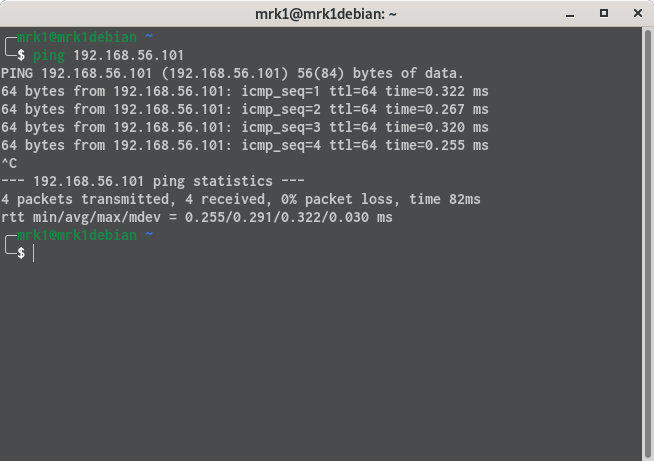 mrk1@mrk1debian: ~
mrk1@mrk1debian ~
$ ping 192.168.56.101
PING 192.168.56.101 (192.168.56.101) 56(84) bytes of data.
64 bytes from 192.168.56.101: icmp_seq=1 ttl=64 time=0.322 ms
64 bytes from 192.168.56.101: icmp_seq=2 ttl=64 time=0.267 ms
64 bytes from 192.168.56.101: icmp_seq=3 ttl=64 time=0.320 ms
64 bytes from 192.168.56.101: icmp_seq=4 ttl=64 time=0.255 ms
^C
--- 192.168.56.101 ping statistics ---
4 packets transmitted, 4 received, 0% packet loss, time 82ms
rtt min/avg/max/mdev = 0.255/0.291/0.322/0.030 ms
mrk1@mrk1debian ~
$